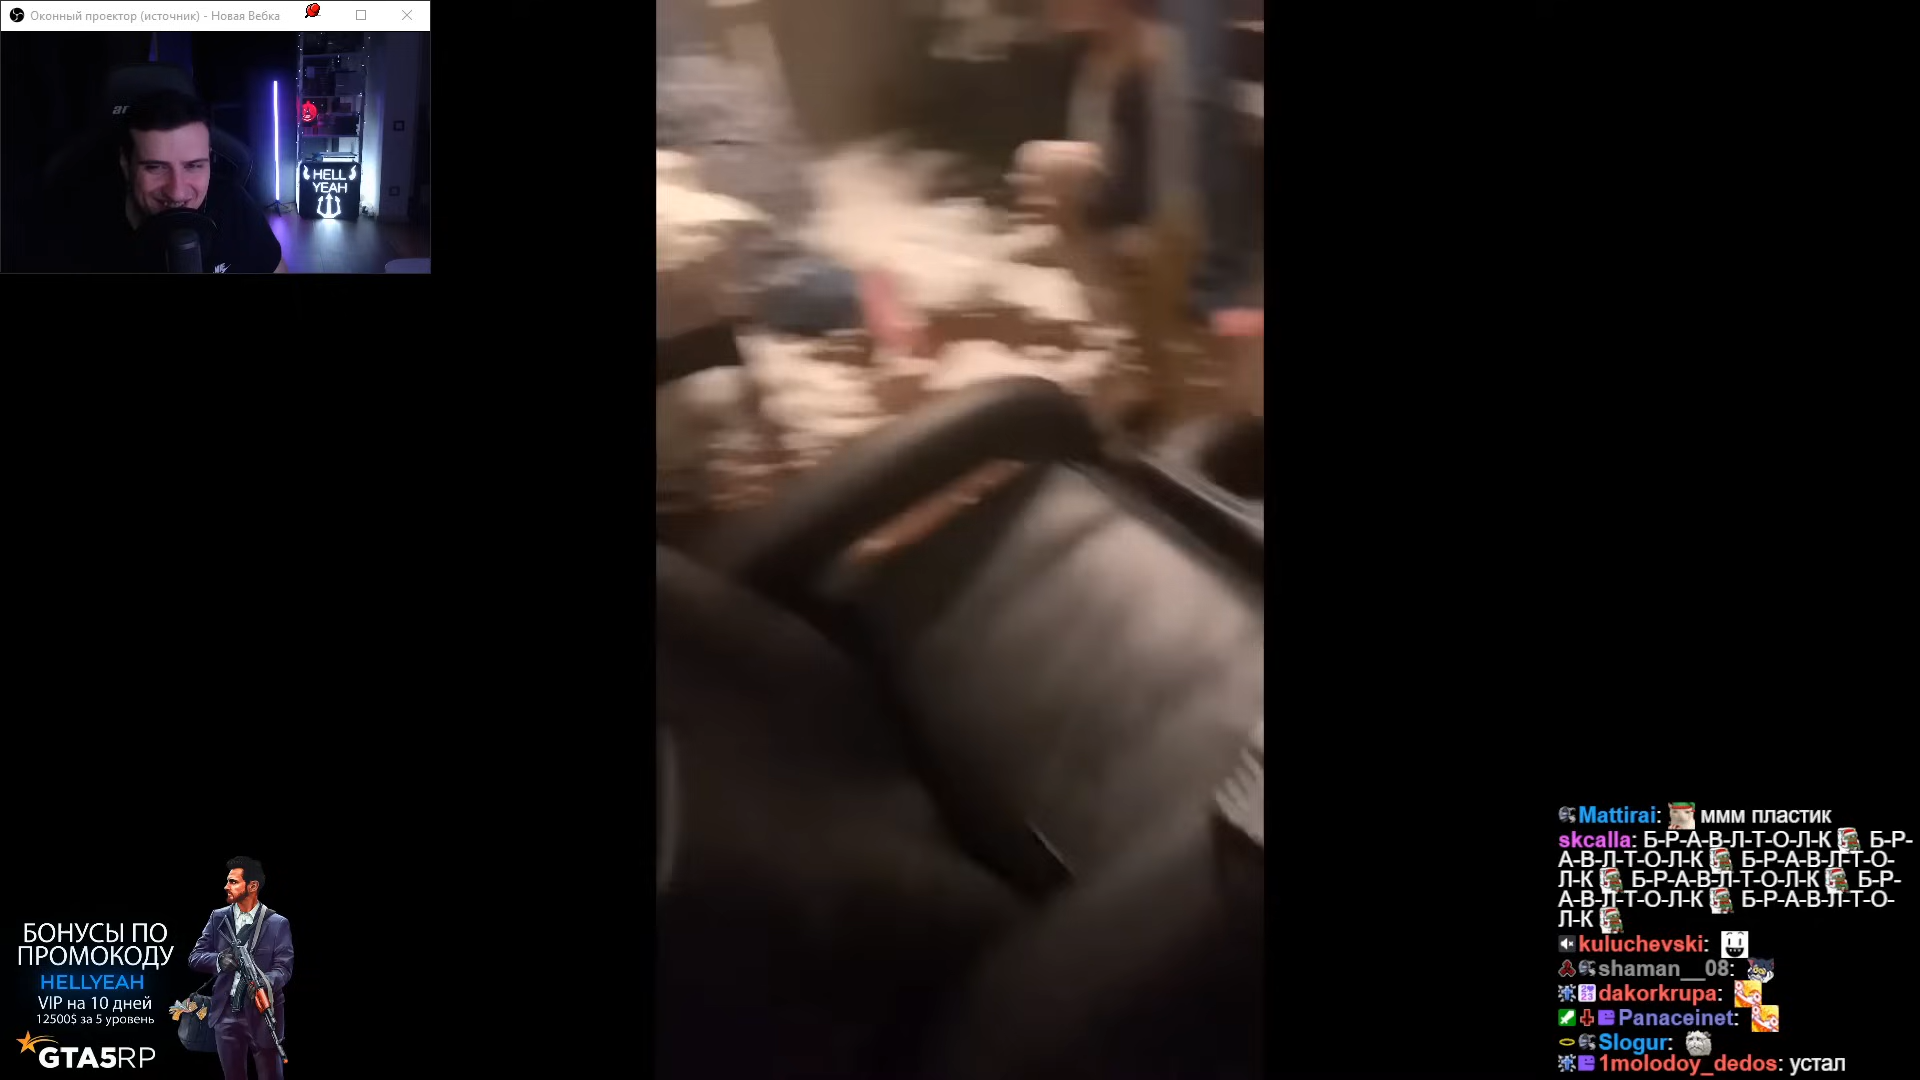 Оконный проектор (источник) - Новая Вебка
HELL
YEAH
БОНУСЫ ПО
ПРОМОКОДУ
HELLYEAH
VIP на 10 дней
12500$ за 5 уровень
GTA5RP
Mattirai: ммм пластик
skcalla: Б-Р-А-В-Л-Т-О-Л-К Б-Р-
А-В-Л-Т-О-Л-К Б-Р-А-В-Л-Т-О-
Л-К Б-Р-А-В-Л-Т-О-Л-К Б-Р-
А-В-Л-Т-О-Л-К Б-Р-А-В-Л-Т-О-
Л-К
kuluchevski:
shaman__08:
dakorkrupa:
Panaceinet:
Slogur:
1molodoy_dedos: устал